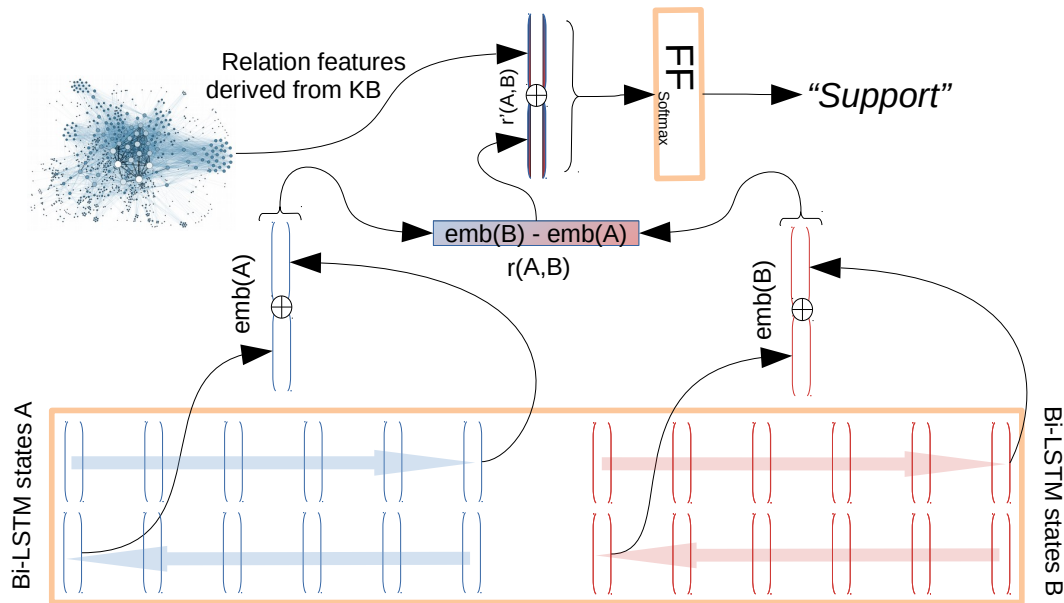 Relation features
derived from KB
r'(A,B)
FF
Softmax
“Support”
emb(B) - emb(A)
r(A,B)
emb(A)
emb(B)
Bi-LSTM states A
Bi-LSTM states B